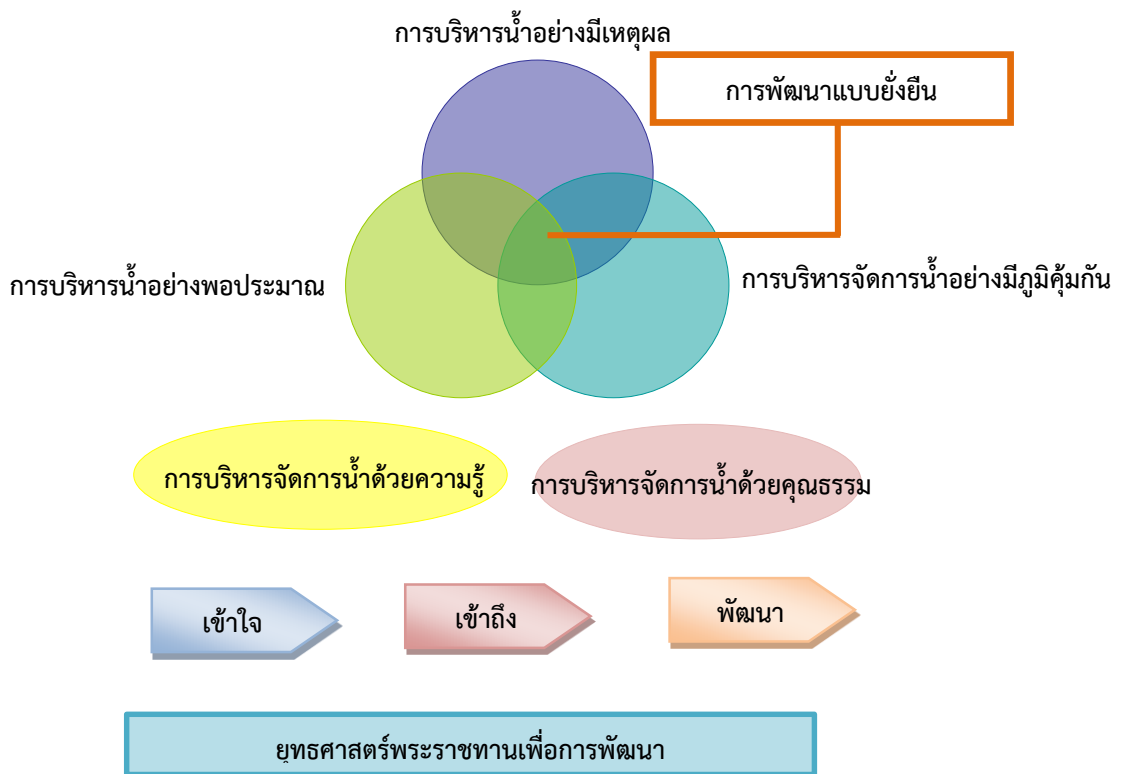 การบริหารน้ำอย่างมีเหตุผล
การพัฒนาแบบยั่งยืน
การบริหารน้ำอย่างพอประมาณ
การบริหารจัดการน้ำอย่างมีภูมิคุ้มกัน
การบริหารจัดการน้ำด้วยความรู้
การบริหารจัดการน้ำด้วยคุณธรรม
เข้าใจ
เข้าถึง
พัฒนา
ยุทธศาสตร์พระราชทานเพื่อการพัฒนา